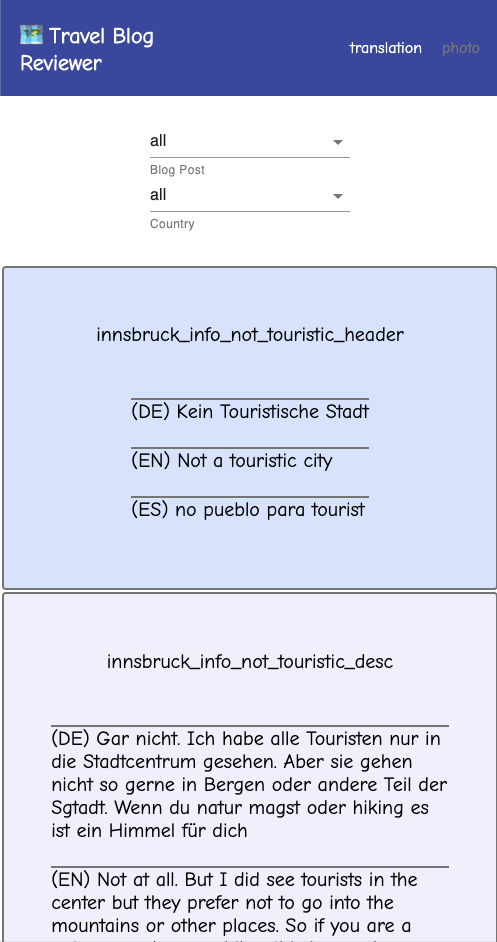 Travel Blog
Reviewer
translation
photo
all
Blog Post
all
Country
innsbruck_info_not_touristic_header
(DE) Kein Touristische Stadt
(EN) Not a touristic city
(ES) no pueblo para tourist
innsbruck_info_not_touristic_desc
(DE) Gar nicht. Ich habe alle Touristen nur in
die Stadtcentrum gesehen. Aber sie gehen
nicht so gerne in Bergen oder andere Teil der
Sgtadt. Wenn du natur magst oder hiking es
ist ein Himmel für dich
(EN) Not at all. But I did see tourists in the
center but they prefer not to go into the
mountains or other places. So if you are a